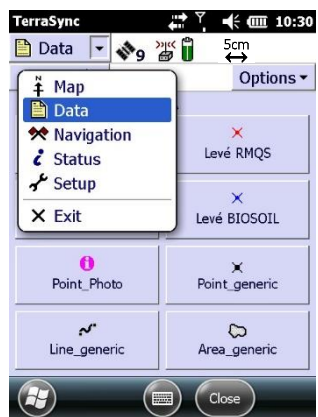 TerraSync 10:30
Data 9 5cm
Options
N
Map
Data
Navigation
Status
Setup
Exit
Levé RMQS
Levé BIOSOIL
Point_Photo Point_generic
Line_generic Area_generic
Close